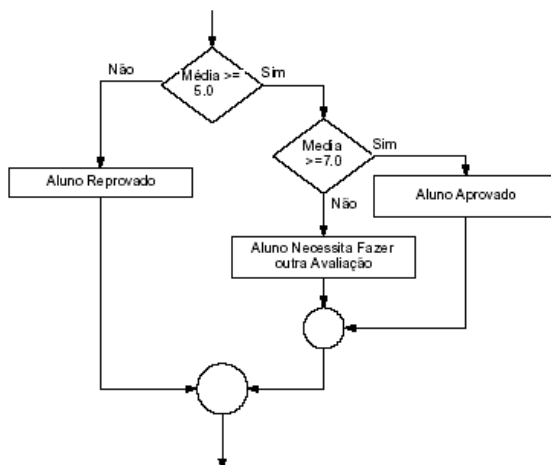 Não
Média >=
5.0
Sim
Media
>=7.0
Sim
Não
Aluno Reprovado
Aluno Aprovado
Aluno Necessita Fazer
outra Avaliação